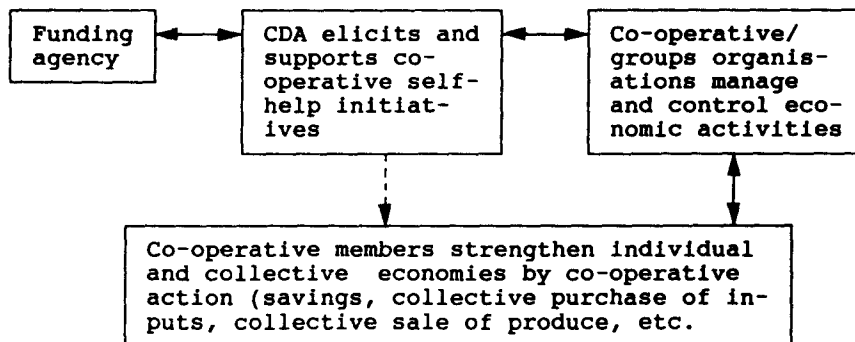 Funding
agency
CDA elicits and
supports co-
operative self-
help initiat-
ives
Co-operative/
groups organis-
ations manage
and control eco-
nomic activities
Co-operative members strengthen individual
and collective economies by co-operative
action (savings, collective purchase of in-
puts, collective sale of produce, etc.